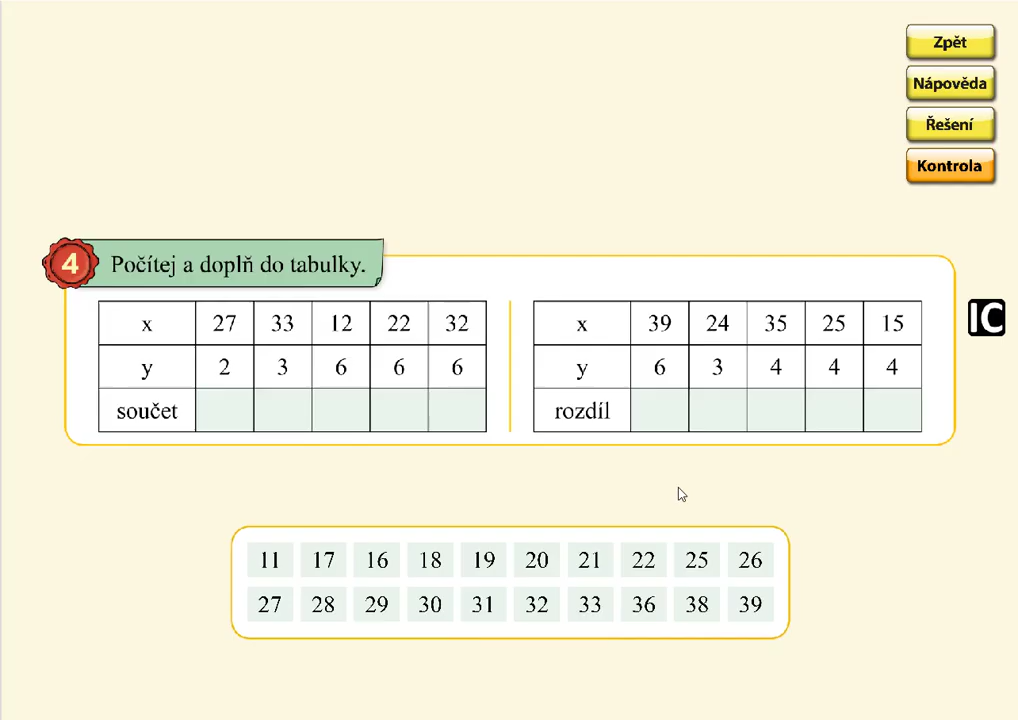 Zpět
Nápověda
Řešení
Kontrola
4 Počítej a doplň do tabulky.
x 27 33 12 22 32
y 2 3 6 6 6
součet
x 39 24 35 25 15
y 6 3 4 4 4
rozdíl
IC
11 17 16 18 19 20 21 22 25 26
27 28 29 30 31 32 33 36 38 39